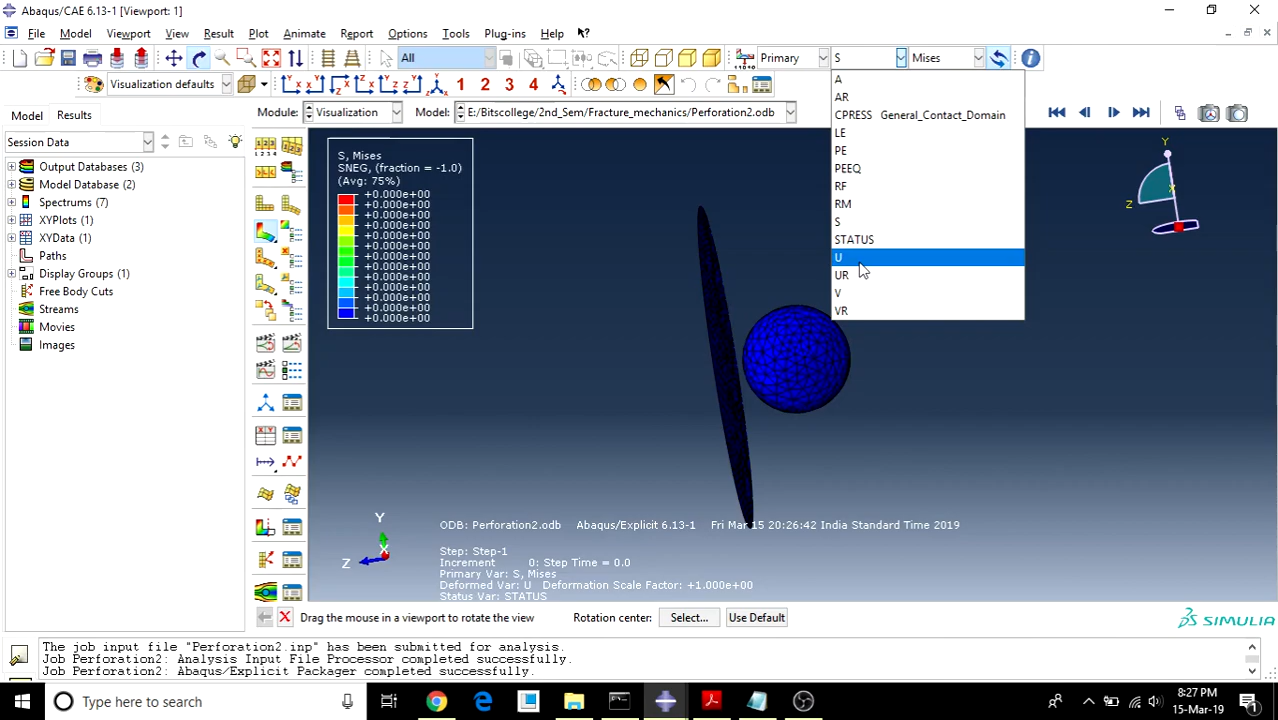 Abaqus/CAE 6.13-1 [Viewport: 1]
File Model Viewport View Result Plot Animate Report Options Tools Plug-ins Help
All Primary S Mises
Visualization defaults 1 2 3 4
A
AR
CPRESS General_Contact_Domain
LE
PE
PEEQ
RF
RM
S
STATUS
U
UR
V
VR
Model Results Module: Visualization Model: E:/Bitscollege/2nd_Sem/Fracture_mechanics/Perforation2.odb
Session Data
Output Databases (3)
Model Database (2)
Spectrums (7)
XYPlots (1)
XYData (1)
Paths
Display Groups (1)
Free Body Cuts
Streams
Movies
Images
S, Mises
SNEG, (fraction = -1.0)
(Avg: 75%)
+0.000e+00
+0.000e+00
+0.000e+00
+0.000e+00
+0.000e+00
+0.000e+00
+0.000e+00
+0.000e+00
+0.000e+00
+0.000e+00
+0.000e+00
Y
X
Z
Y
X
Z
ODB: Perforation2.odb Abaqus/Explicit 6.13-1 Fri Mar 15 20:26:42 India Standard Time 2019
Step: Step-1
Increment 0: Step Time = 0.0
Primary Var: S, Mises
Deformed Var: U Deformation Scale Factor: +1.000e+00
Status Var: STATUS
Drag the mouse in a viewport to rotate the view Rotation center: Select... Use Default
SIMULIA
The job input file "Perforation2.inp" has been submitted for analysis.
Job Perforation2: Analysis Input File Processor completed successfully.
Job Perforation2: Abaqus/Explicit Packager completed successfully.
Type here to search
8:27 PM
15-Mar-19